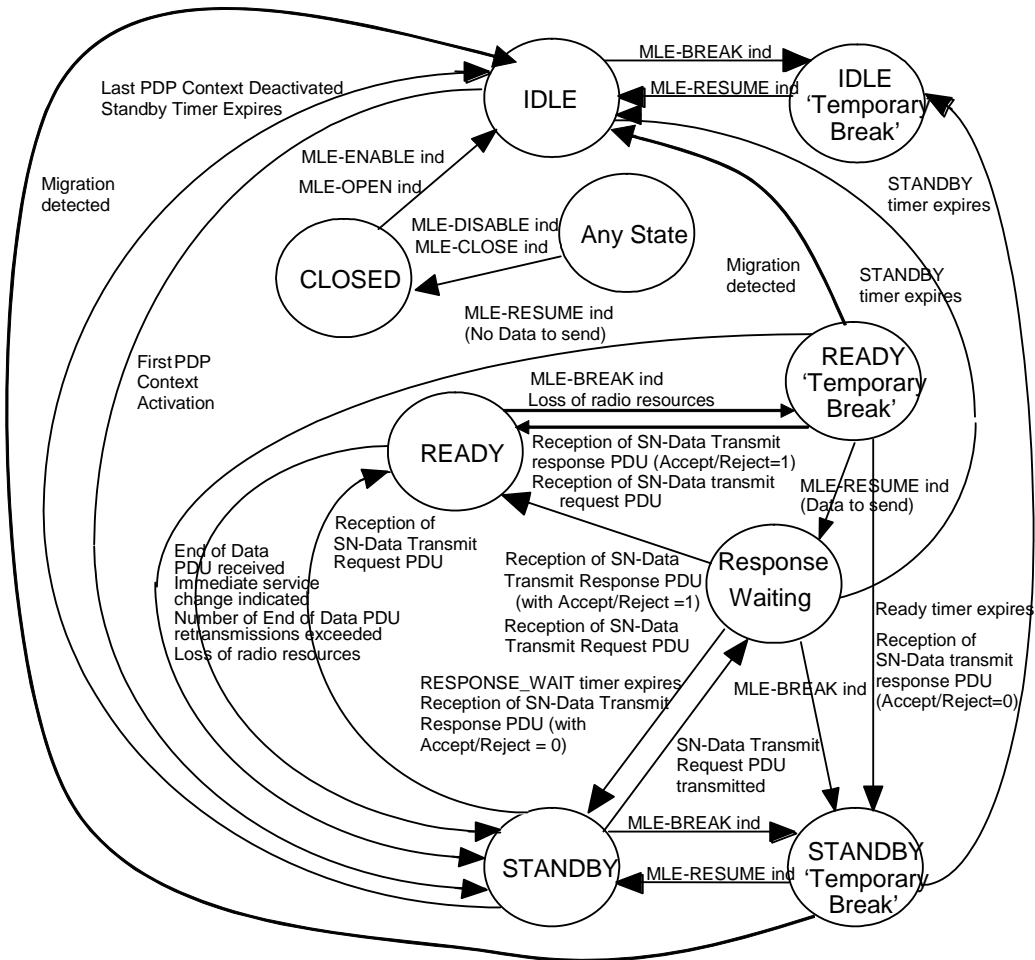 MLE-BREAK ind
IDLE
MLE-RESUME ind
IDLE
‘Temporary
Break’
Last PDP Context Deactivated
Standby Timer Expires
MLE-ENABLE ind
MLE-OPEN ind
Migration
detected
STANDBY
timer expires
MLE-DISABLE ind
MLE-CLOSE ind
Any State
CLOSED
Migration
detected
STANDBY
timer expires
MLE-RESUME ind
(No Data to send)
First PDP
Context
Activation
READY
‘Temporary
Break’
MLE-BREAK ind
Loss of radio resources
READY
Reception of SN-Data Transmit
response PDU (Accept/Reject=1)
Reception of SN-Data transmit
request PDU
MLE-RESUME ind
(Data to send)
Reception of
SN-Data Transmit
Request PDU
End of Data
PDU received
Immediate service
change indicated
Number of End of Data PDU
retransmissions exceeded
Loss of radio resources
Reception of SN-Data
Transmit Response PDU
(with Accept/Reject =1)
Reception of SN-Data
Transmit Request PDU
Response
Waiting
Ready timer expires
Reception of
SN-Data transmit
response PDU
(Accept/Reject=0)
RESPONSE_WAIT timer expires
Reception of SN-Data Transmit
Response PDU (with
Accept/Reject = 0)
MLE-BREAK ind
SN-Data Transmit
Request PDU
transmitted
MLE-BREAK ind
STANDBY
MLE-RESUME ind
STANDBY
‘Temporary
Break’